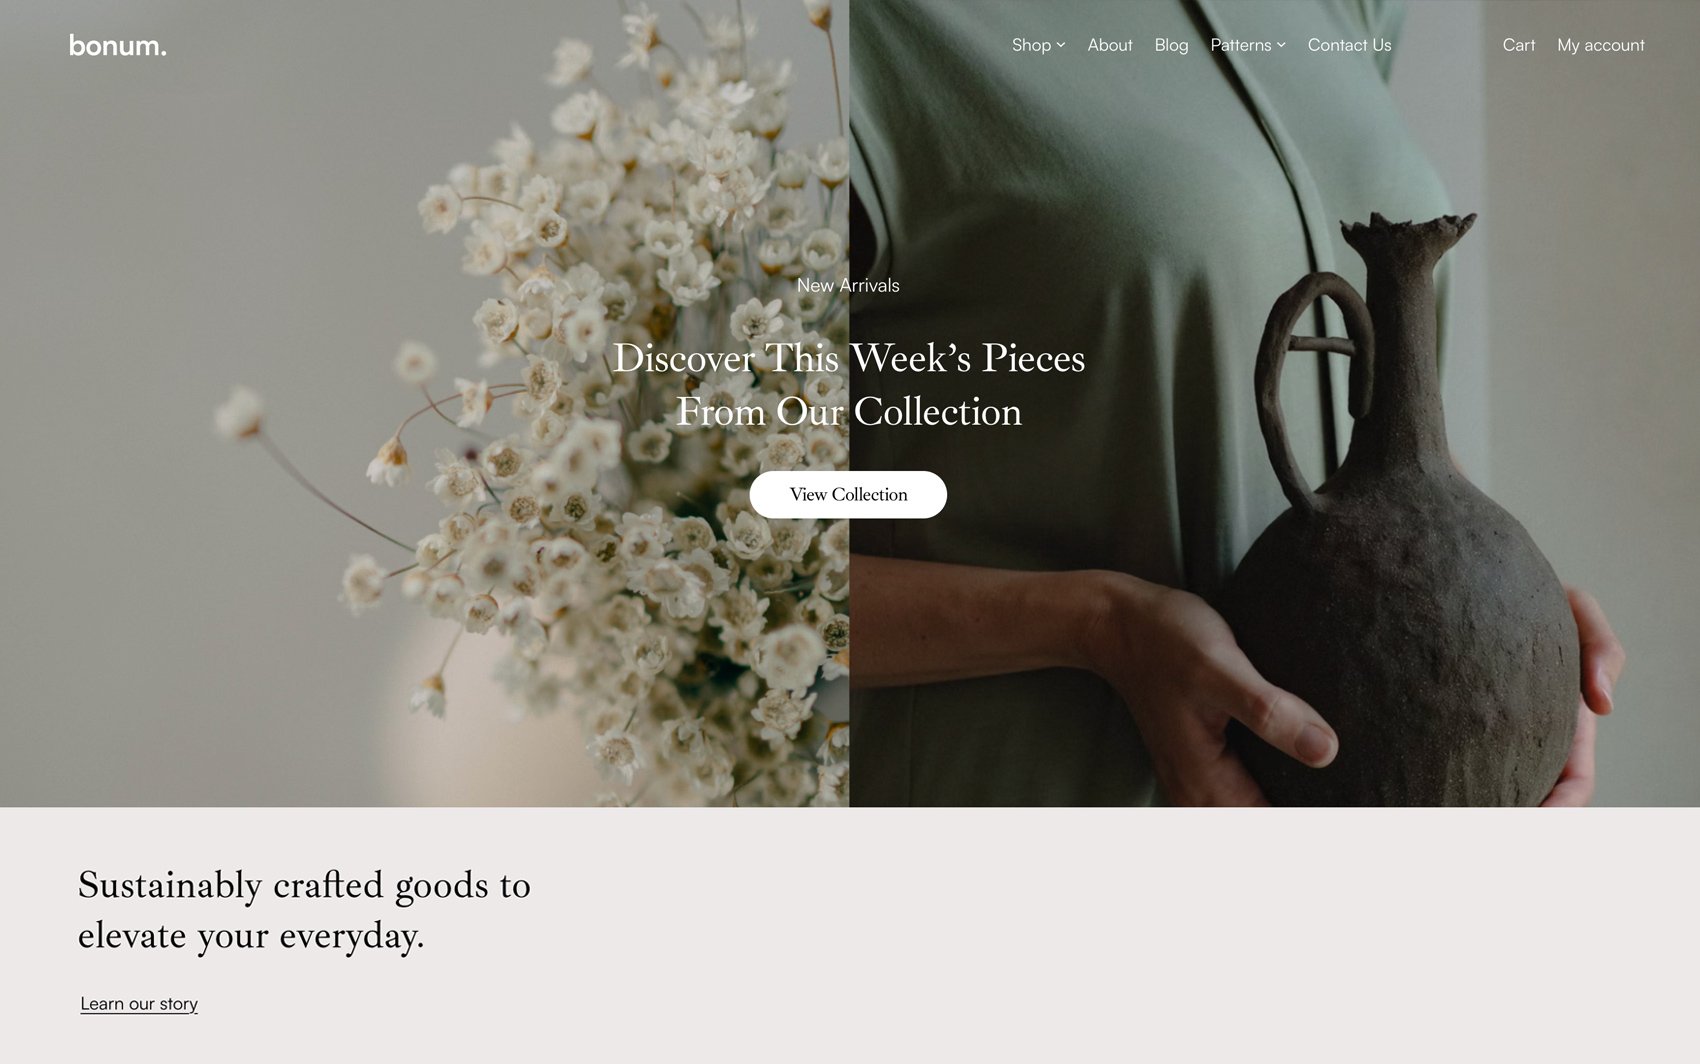 bonum.
Shop About Blog Patterns Contact Us Cart My account
New Arrivals
Discover This Week’s Pieces
From Our Collection
View Collection
Sustainably crafted goods to
elevate your everyday.
Learn our story